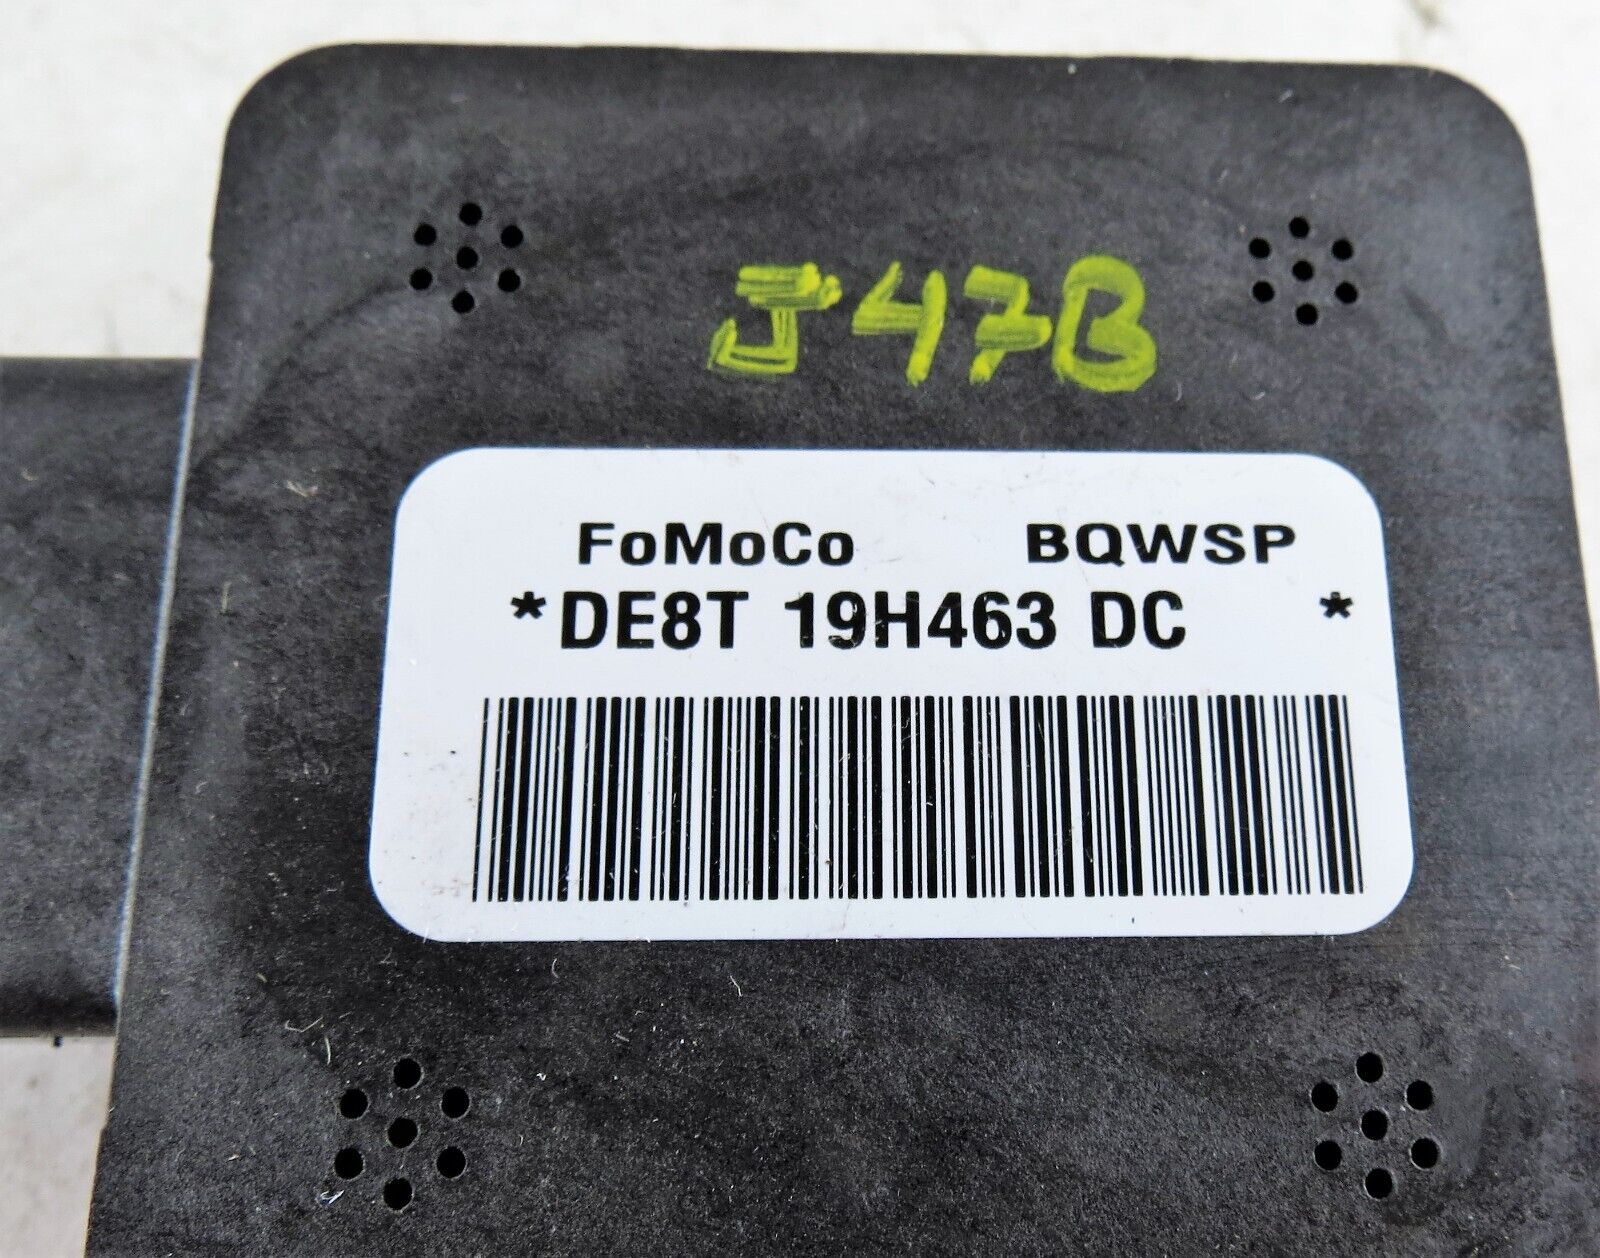 J47B
FoMoCo BQWSP
*DE8T 19H463 DC *